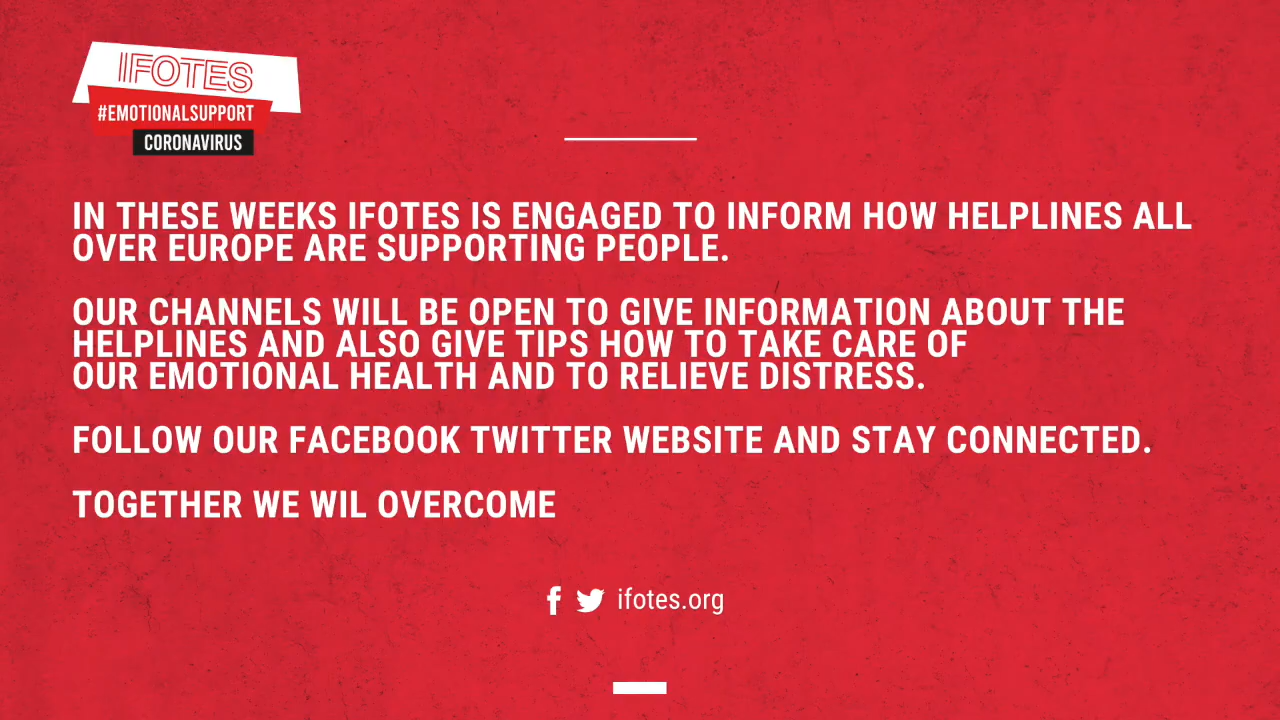 IFOTES
#EMOTIONALSUPPORT
CORONAVIRUS
IN THESE WEEKS IFOTES IS ENGAGED TO INFORM HOW HELPLINES ALL
OVER EUROPE ARE SUPPORTING PEOPLE.
OUR CHANNELS WILL BE OPEN TO GIVE INFORMATION ABOUT THE
HELPLINES AND ALSO GIVE TIPS HOW TO TAKE CARE OF
OUR EMOTIONAL HEALTH AND TO RELIEVE DISTRESS.
FOLLOW OUR FACEBOOK TWITTER WEBSITE AND STAY CONNECTED.
TOGETHER WE WIL OVERCOME
ifotes.org